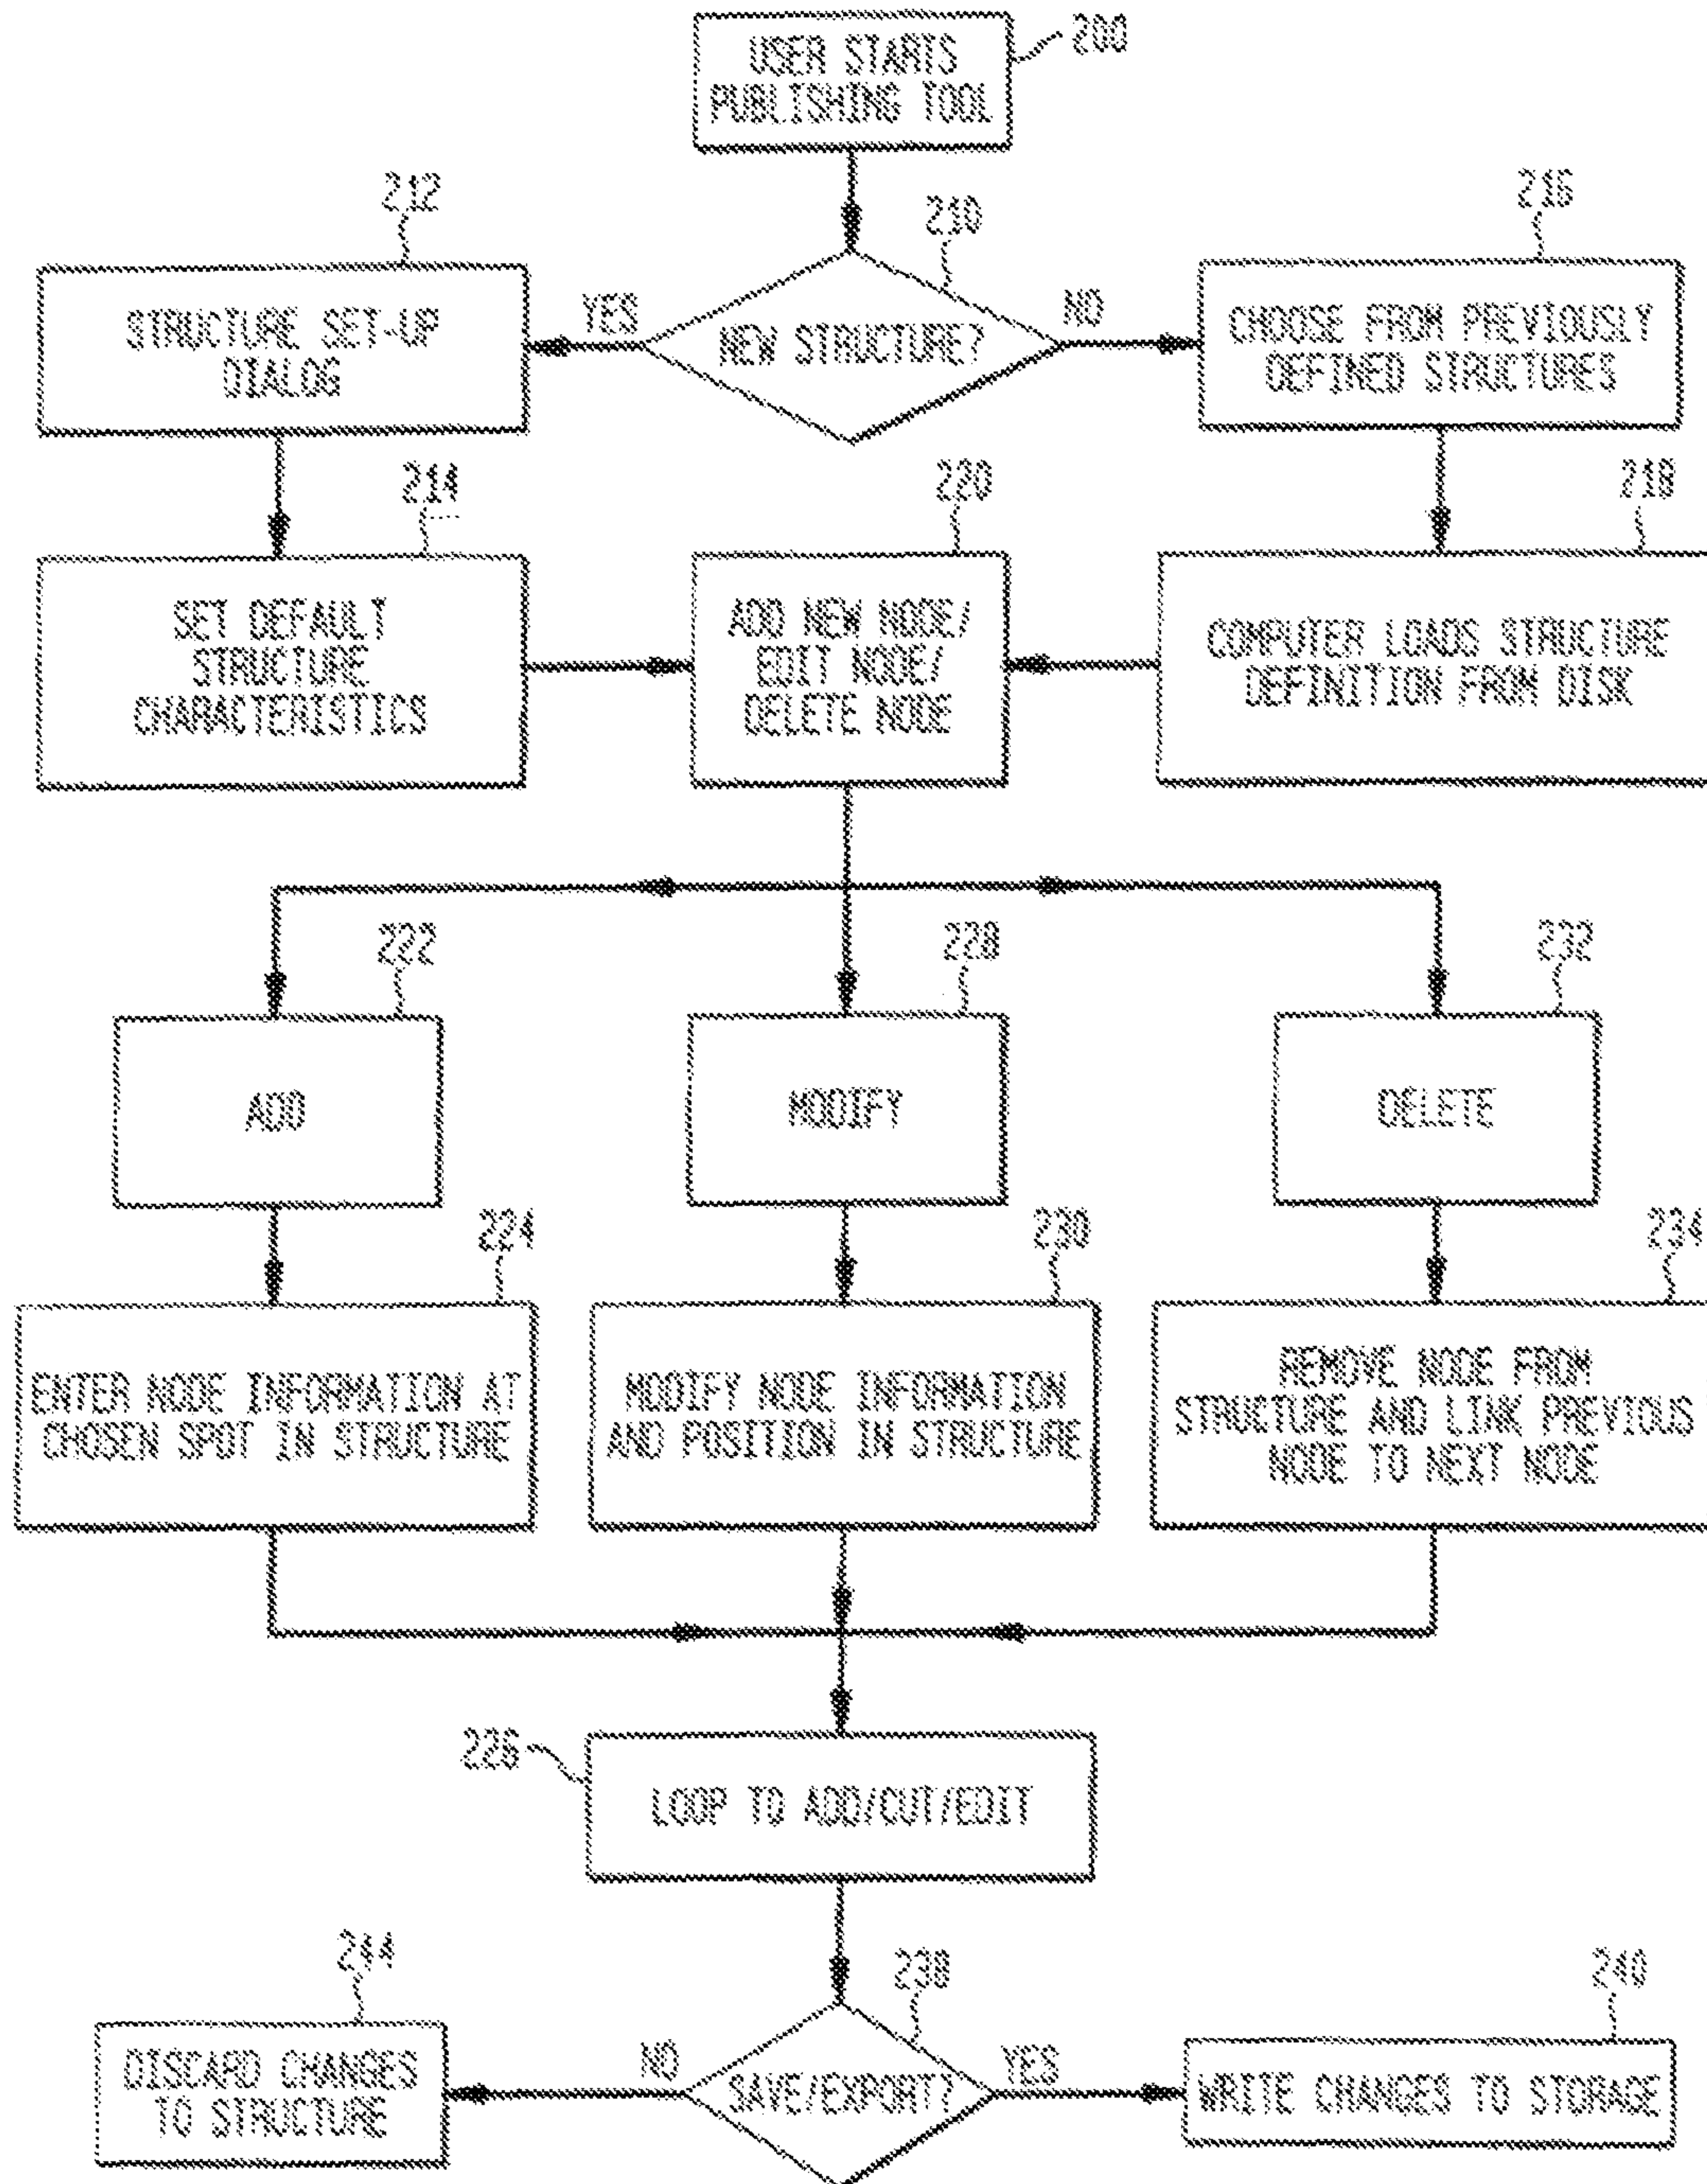 USER STARTS
PUBLISHING TOOL
200
212
210
216
STRUCTURE SET-UP
DIALOG
YES
NEW STRUCTURE?
NO
CHOOSE FROM PREVIOUSLY
DEFINED STRUCTURES
214
220
218
SET DEFAULT
STRUCTURE
CHARACTERISTICS
ADD NEW NODE/
EDIT NODE/
DELETE NODE
COMPUTER LOADS STRUCTURE
DEFINITION FROM DISK
222
228
232
ADD
MODIFY
DELETE
224
230
234
ENTER NODE INFORMATION AT
CHOSEN SPOT IN STRUCTURE
MODIFY NODE INFORMATION
AND POSITION IN STRUCTURE
REMOVE NODE FROM
STRUCTURE AND LINK PREVIOUS
NODE TO NEXT NODE
226
LOOP TO ADD/CUT/EDIT
244
238
240
DISCARD CHANGES
TO STRUCTURE
NO
SAVE/EXPORT?
YES
WRITE CHANGES TO STORAGE